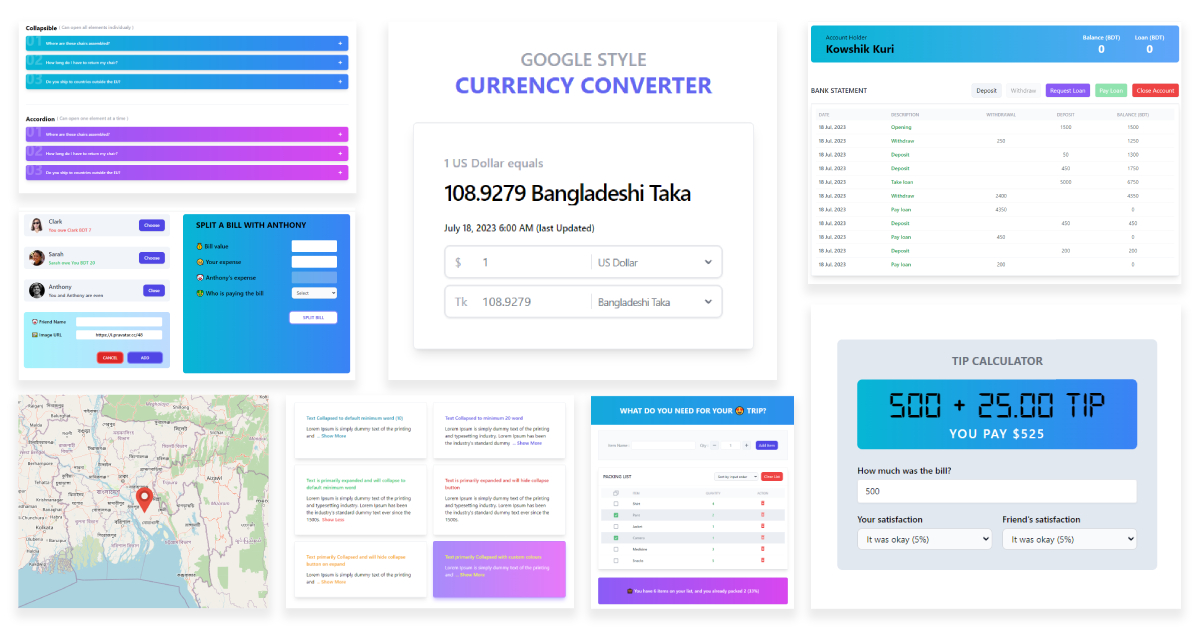 Collapsible ( Can open all elements individually )
01 Where are these chairs assembled? +
02 How long do I have to return my chair? +
03 Do you ship to countries outside the EU? +
Accordion ( Can open one element at a time )
01 Where are these chairs assembled? +
02 How long do I have to return my chair? +
03 Do you ship to countries outside the EU? +
Clark
You owe Clark BDT 7
Choose
Sarah
Sarah owes You BDT 20
Choose
Anthony
You and Anthony are even
Close
Friend Name
Image URL https://i.pravatar.cc/48
CANCEL ADD
SPLIT A BILL WITH ANTHONY
Bill value
Your expense
Anthony's expense
Who is paying the bill Select
SPLIT BILL
GOOGLE STYLE
CURRENCY CONVERTER
1 US Dollar equals
108.9279 Bangladeshi Taka
July 18, 2023 6:00 AM (last Updated)
$ 1 US Dollar
Tk 108.9279 Bangladeshi Taka
Account Holder Balance (BDT) Loan (BDT)
Kowshik Kuri 0 0
BANK STATEMENT Deposit Withdraw Request Loan Pay Loan Close Account
DATE DESCRIPTION WITHDRAWAL DEPOSIT BALANCE (BDT)
18 Jul, 2023 Opening 1500 1500
18 Jul, 2023 Withdraw 250 1250
18 Jul, 2023 Deposit 50 1300
18 Jul, 2023 Deposit 450 1750
18 Jul, 2023 Take loan 5000 6750
18 Jul, 2023 Withdraw 2400 4350
18 Jul, 2023 Pay loan 4350 0
18 Jul, 2023 Deposit 450 450
18 Jul, 2023 Pay loan 450 0
18 Jul, 2023 Deposit 200 200
18 Jul, 2023 Pay loan 200 0
Meghalaya
Shillong
Silchar
Aizawl
Berhampore
Krishnanagar
Kolkata
Baruipur
Haldia
Text Collapsed to default minimum word (10)
Lorem Ipsum is simply dummy text of the printing
and ... Show More
Text Collapsed to minimum 20 word
Lorem Ipsum is simply dummy text of the printing
and typesetting industry. Lorem Ipsum has been
the industry's standard dummy ... Show More
Text is primarily expanded and will collapse to
default minimum word
Lorem Ipsum is simply dummy text of the printing
and typesetting industry. Lorem Ipsum has been
the industry's standard dummy text ever since the
1500s. Show Less
Text is primarily expanded and will hide collapse
button
Lorem Ipsum is simply dummy text of the printing
and typesetting industry. Lorem Ipsum has been
the industry's standard dummy text ever since the
1500s.
Text primarily Collapsed and will hide collapse
button on expand
Lorem Ipsum is simply dummy text of the printing
and ... Show More
Text primarily Collapsed with custom colours
Lorem Ipsum is simply dummy text of the printing
and ... Show More
WHAT DO YOU NEED FOR YOUR TRIP?
Item Name: Qty : − 1 + Add Item
PACKING LIST Sort by input order Clear List
ITEM QUANTITY ACTION
Shirt
Pant
Laptop
Camera
Medicine
Snacks
You have 6 items on your list, and you already packed 2 (33%)
TIP CALCULATOR
500 + 25.00 TIP
YOU PAY $525
How much was the bill?
500
Your satisfaction Friend's satisfaction
It was okay (5%) It was okay (5%)